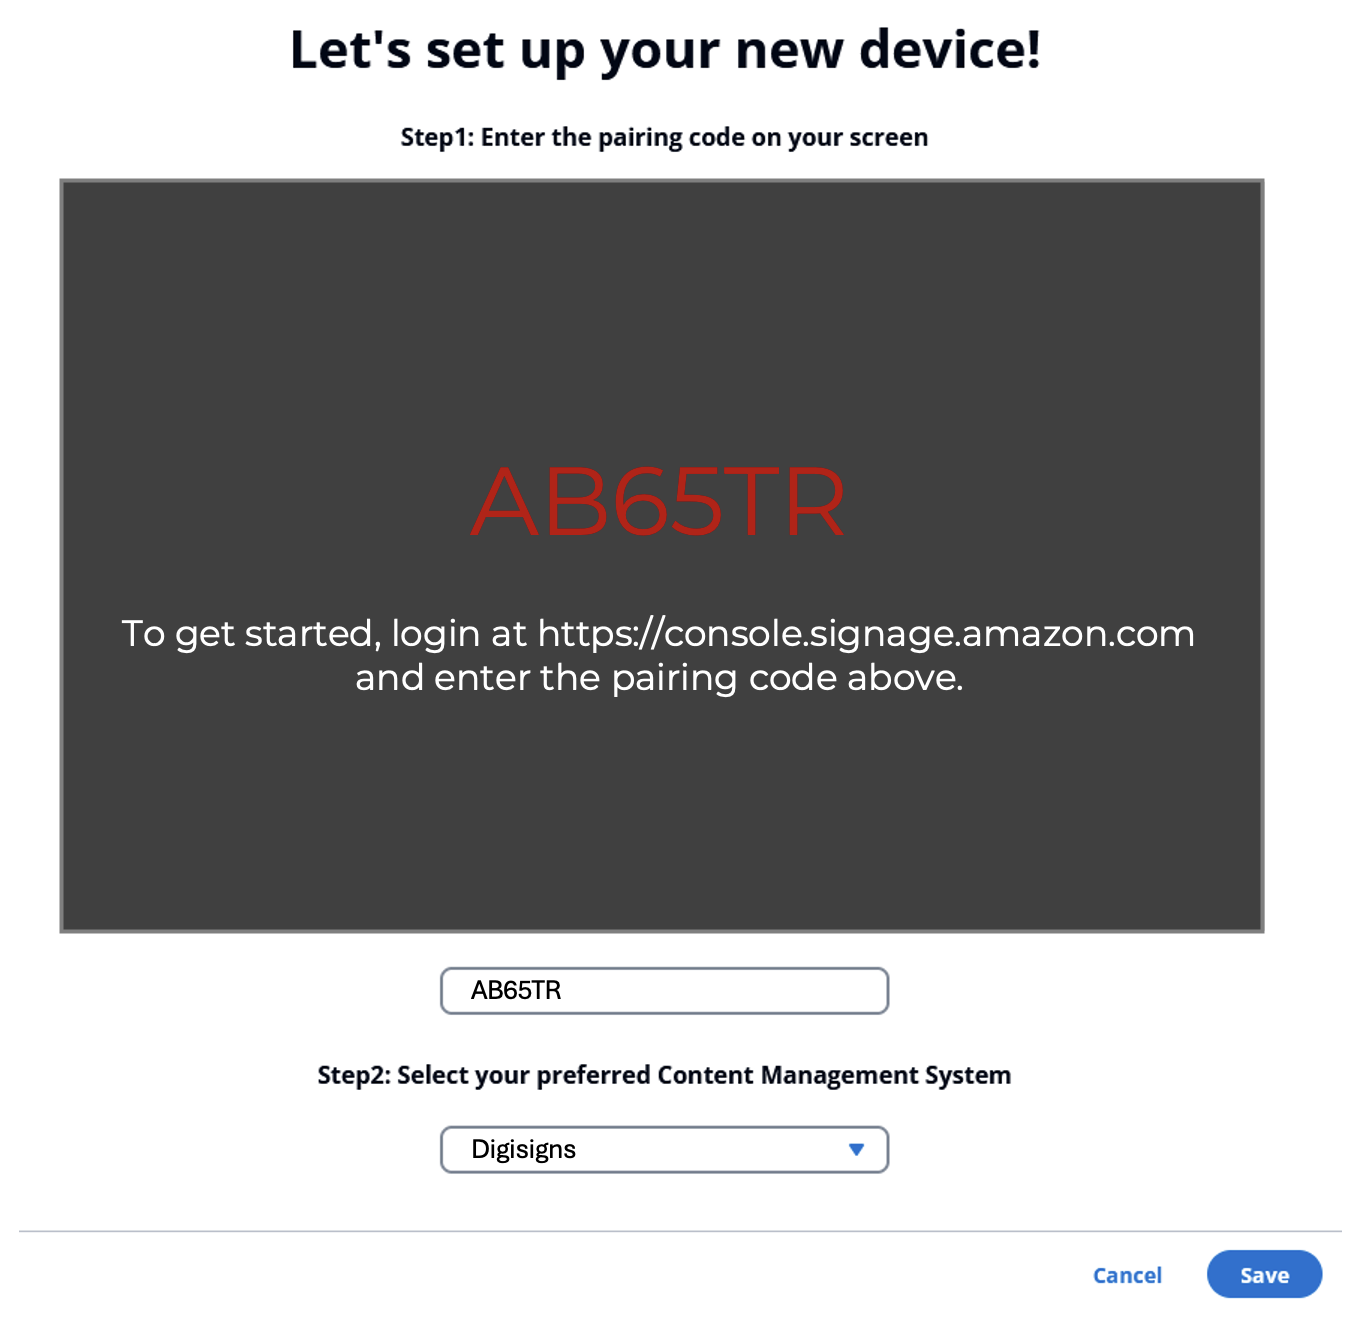 Let's set up your new device!
Step1: Enter the pairing code on your screen
AB65TR
To get started, login at https://console.signage.amazon.com
and enter the pairing code above.
AB65TR
Step2: Select your preferred Content Management System
Digisigns
Cancel
Save